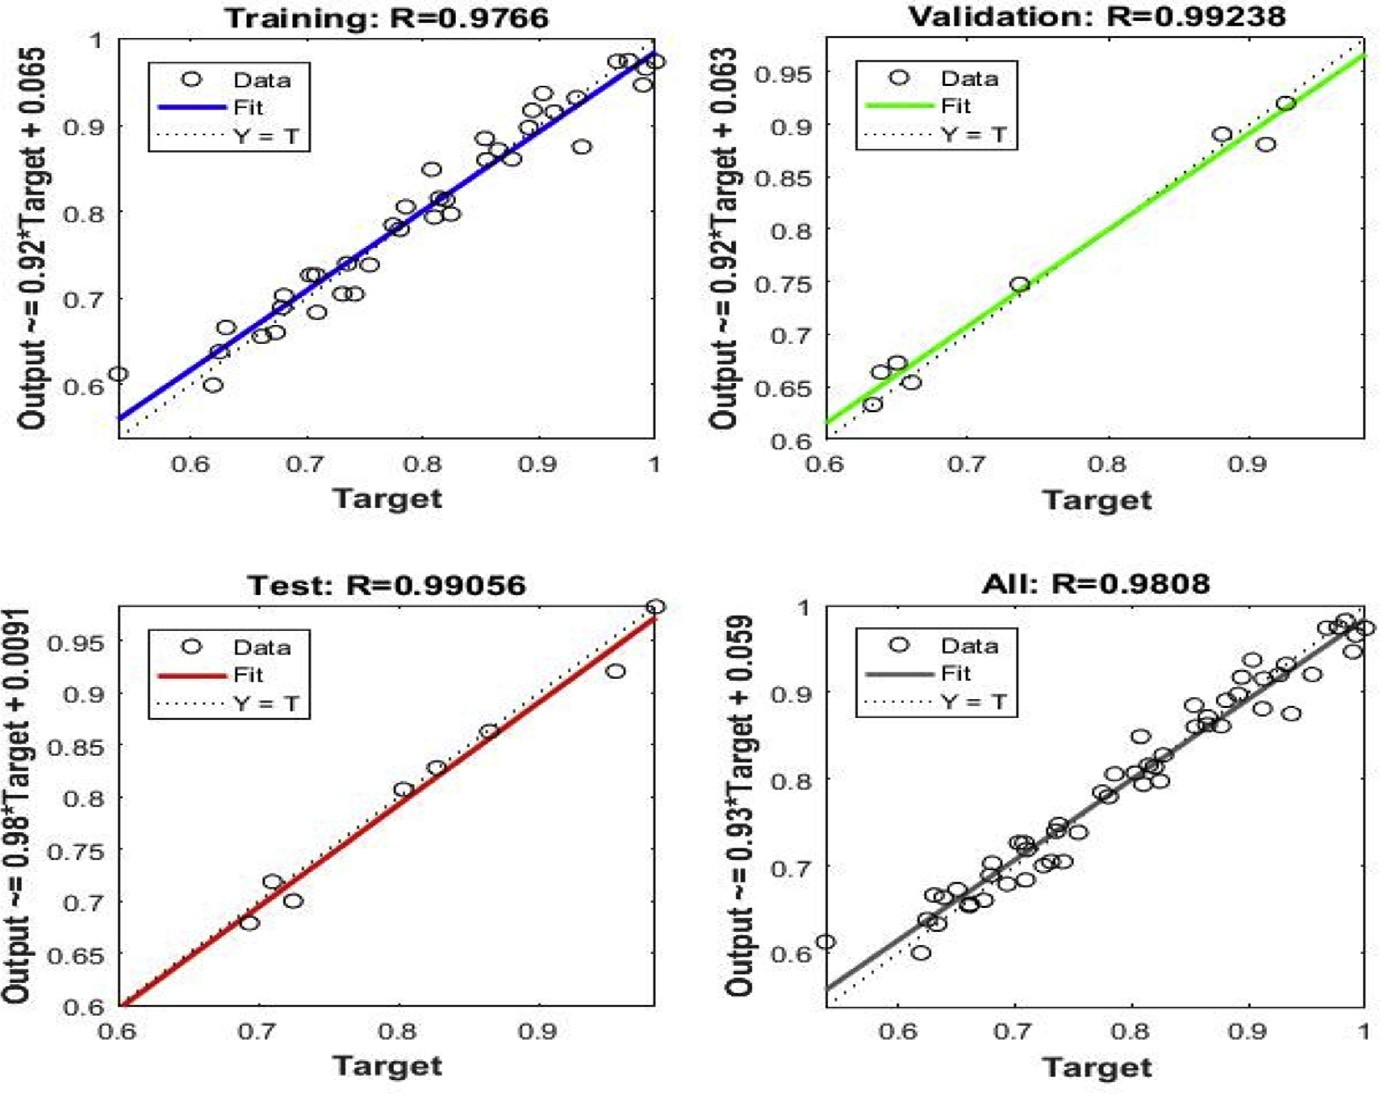 Training: R=0.9766
Output ~= 0.92*Target + 0.065
1
0.9
0.8
0.7
0.6
Data
Fit
Y = T
0.6 0.7 0.8 0.9 1
Target
Validation: R=0.99238
Output ~= 0.92*Target + 0.063
0.95
0.9
0.85
0.8
0.75
0.7
0.65
0.6
Data
Fit
Y = T
0.6 0.7 0.8 0.9
Target
Test: R=0.99056
Output ~= 0.98*Target + 0.0091
0.95
0.9
0.85
0.8
0.75
0.7
0.65
0.6
Data
Fit
Y = T
0.6 0.7 0.8 0.9
Target
All: R=0.9808
Output ~= 0.93*Target + 0.059
1
0.9
0.8
0.7
0.6
Data
Fit
Y = T
0.6 0.7 0.8 0.9 1
Target